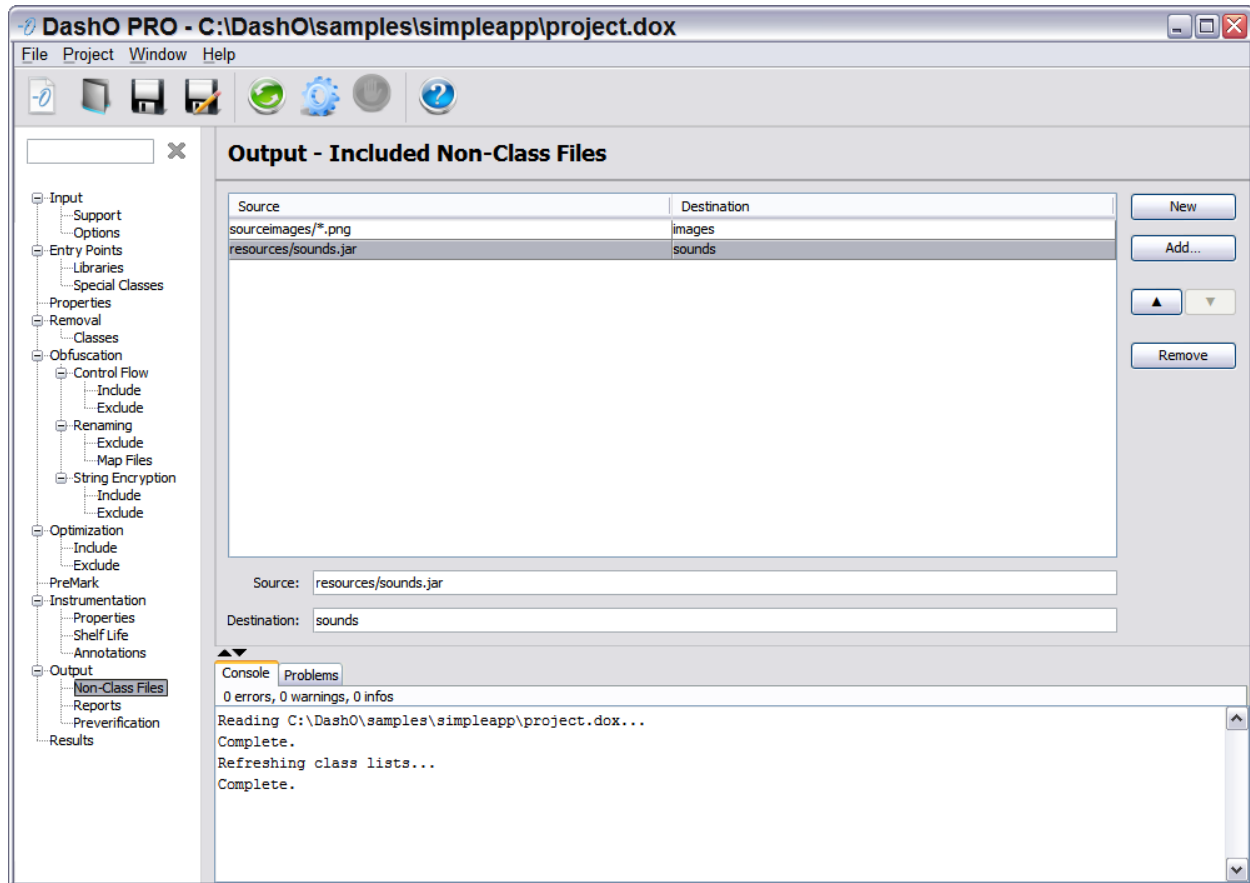 DashO PRO - C:\DashO\samples\simpleapp\project.dox
File Project Window Help
Output - Included Non-Class Files
Input
Support
Options
Entry Points
Libraries
Special Classes
Properties
Removal
Classes
Obfuscation
Control Flow
Include
Exclude
Renaming
Exclude
Map Files
String Encryption
Include
Exclude
Optimization
Include
Exclude
PreMark
Instrumentation
Properties
Shelf Life
Annotations
Output
Non-Class Files
Reports
Preverification
Results
Source Destination
sourceimages/*.png images
resources/sounds.jar sounds
New
Add...
Remove
Source: resources/sounds.jar
Destination: sounds
Console Problems
0 errors, 0 warnings, 0 infos
Reading C:\DashO\samples\simpleapp\project.dox...
Complete.
Refreshing class lists...
Complete.